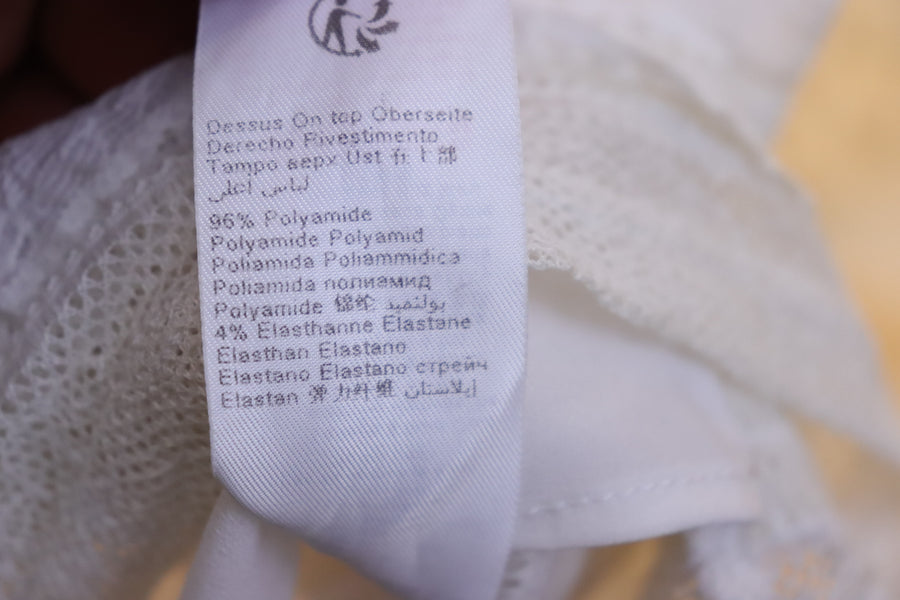 Dessus On top Oberseite
Derecho Rivestimento
Tampo верх Üst 在上部
لباس أعلى
96% Polyamide
Polyamide Polyamid
Poliamida Poliammidica
Poliamida полиамид
Polyamide 锦纶 بولتميد
4% Elasthanne Elastane
Elasthan Elastano
Elastano Elastano стрейч
Elastan 弹力纤维 إيلاستان